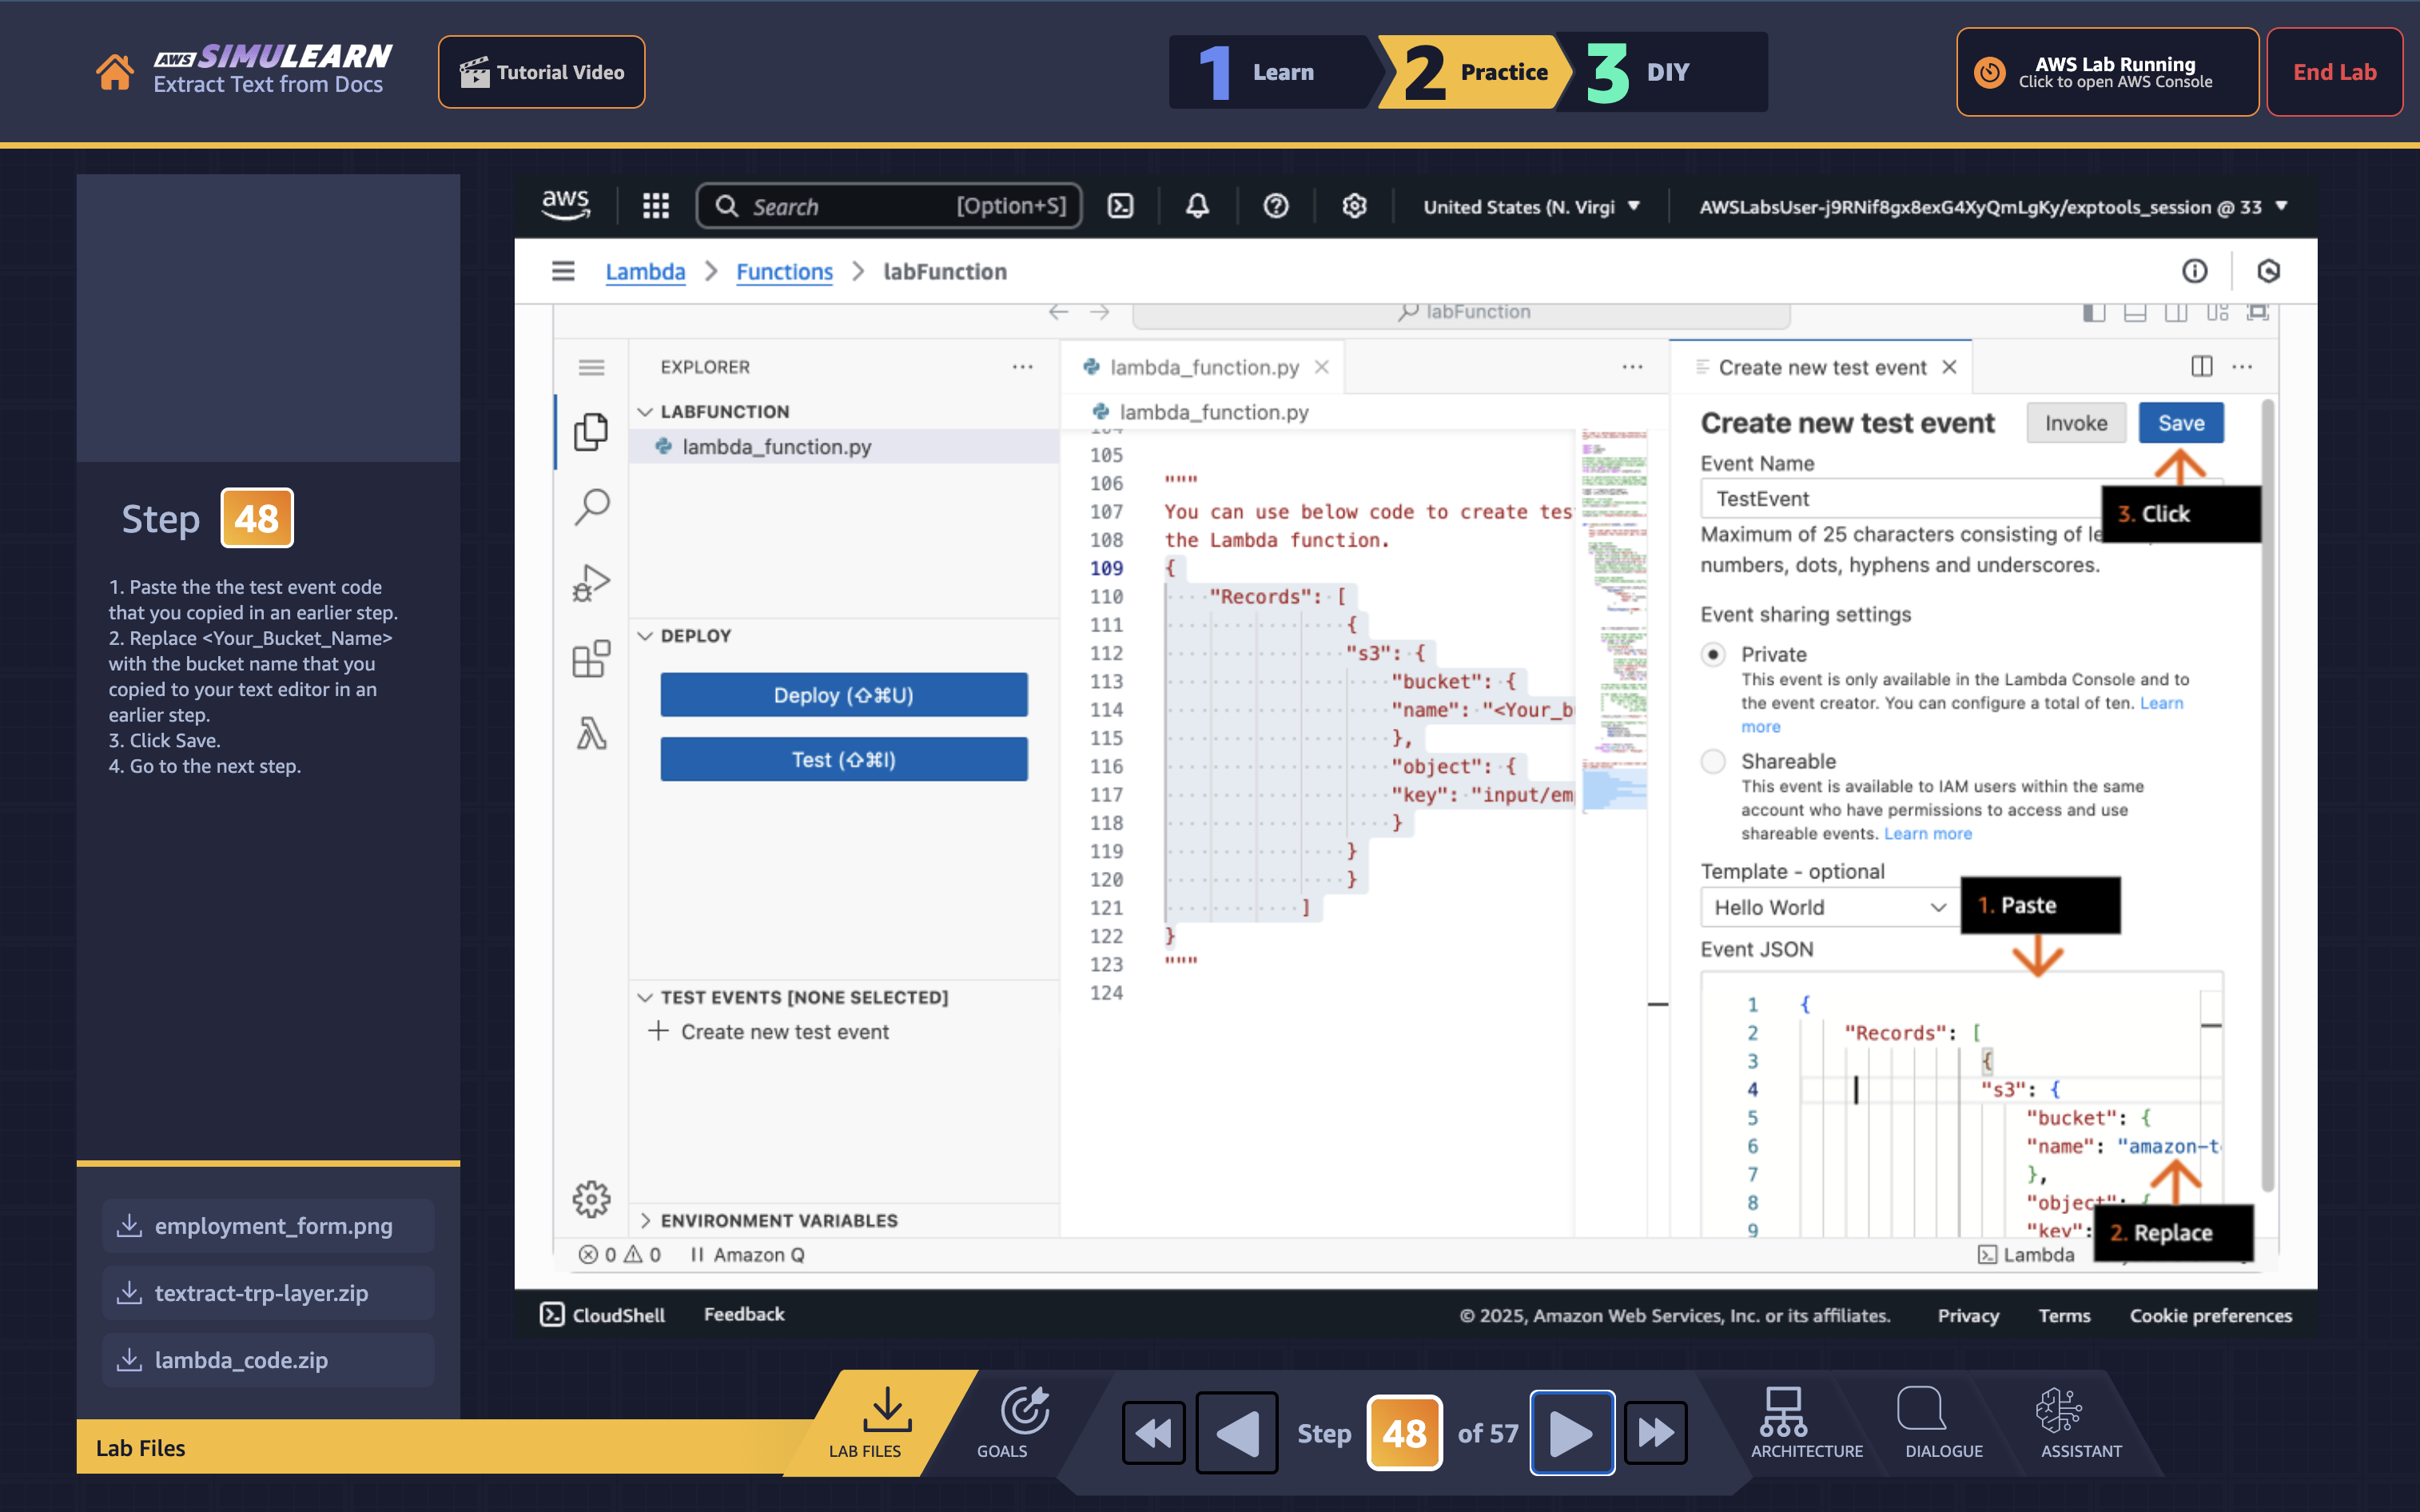 AWS SIMULEARN
Extract Text from Docs
Tutorial Video
1 Learn
2 Practice
3 DIY
AWS Lab Running
Click to open AWS Console
End Lab
Step 48
1. Paste the the test event code
that you copied in an earlier step.
2. Replace <Your_Bucket_Name>
with the bucket name that you
copied to your text editor in an
earlier step.
3. Click Save.
4. Go to the next step.
employment_form.png
textract-trp-layer.zip
lambda_code.zip
Lab Files
aws
Search [Option+S]
United States (N. Virgi
AWSLabsUser-j9RNif8gx8exG4XyQmLgKy/exptools_session @ 33
Lambda > Functions > labFunction
labFunction
EXPLORER
LABFUNCTION
lambda_function.py
DEPLOY
Deploy (⇧⌘U)
Test (⇧⌘I)
TEST EVENTS [NONE SELECTED]
+ Create new test event
ENVIRONMENT VARIABLES
lambda_function.py
lambda_function.py
105
106 """
107 You can use below code to create tes
108 the Lambda function.
109 {
110 "Records": [
111 {
112 "s3": {
113 "bucket": {
114 "name": "<Your_b
115 },
116 "object": {
117 "key": "input/em
118 }
119 }
120 }
121 ]
122 }
123 """
124
Create new test event
Create new test event
Invoke
Save
Event Name
TestEvent
3. Click
Maximum of 25 characters consisting of le
numbers, dots, hyphens and underscores.
Event sharing settings
Private
This event is only available in the Lambda Console and to
the event creator. You can configure a total of ten. Learn
more
Shareable
This event is available to IAM users within the same
account who have permissions to access and use
shareable events. Learn more
Template - optional
Hello World
1. Paste
Event JSON
1 {
2 "Records": [
3 {
4 "s3": {
5 "bucket": {
6 "name": "amazon-t
7 },
8 "object": {
9 "key":
2. Replace
0 0 Amazon Q
Lambda
CloudShell
Feedback
© 2025, Amazon Web Services, Inc. or its affiliates.
Privacy
Terms
Cookie preferences
LAB FILES
GOALS
Step 48 of 57
ARCHITECTURE
DIALOGUE
ASSISTANT